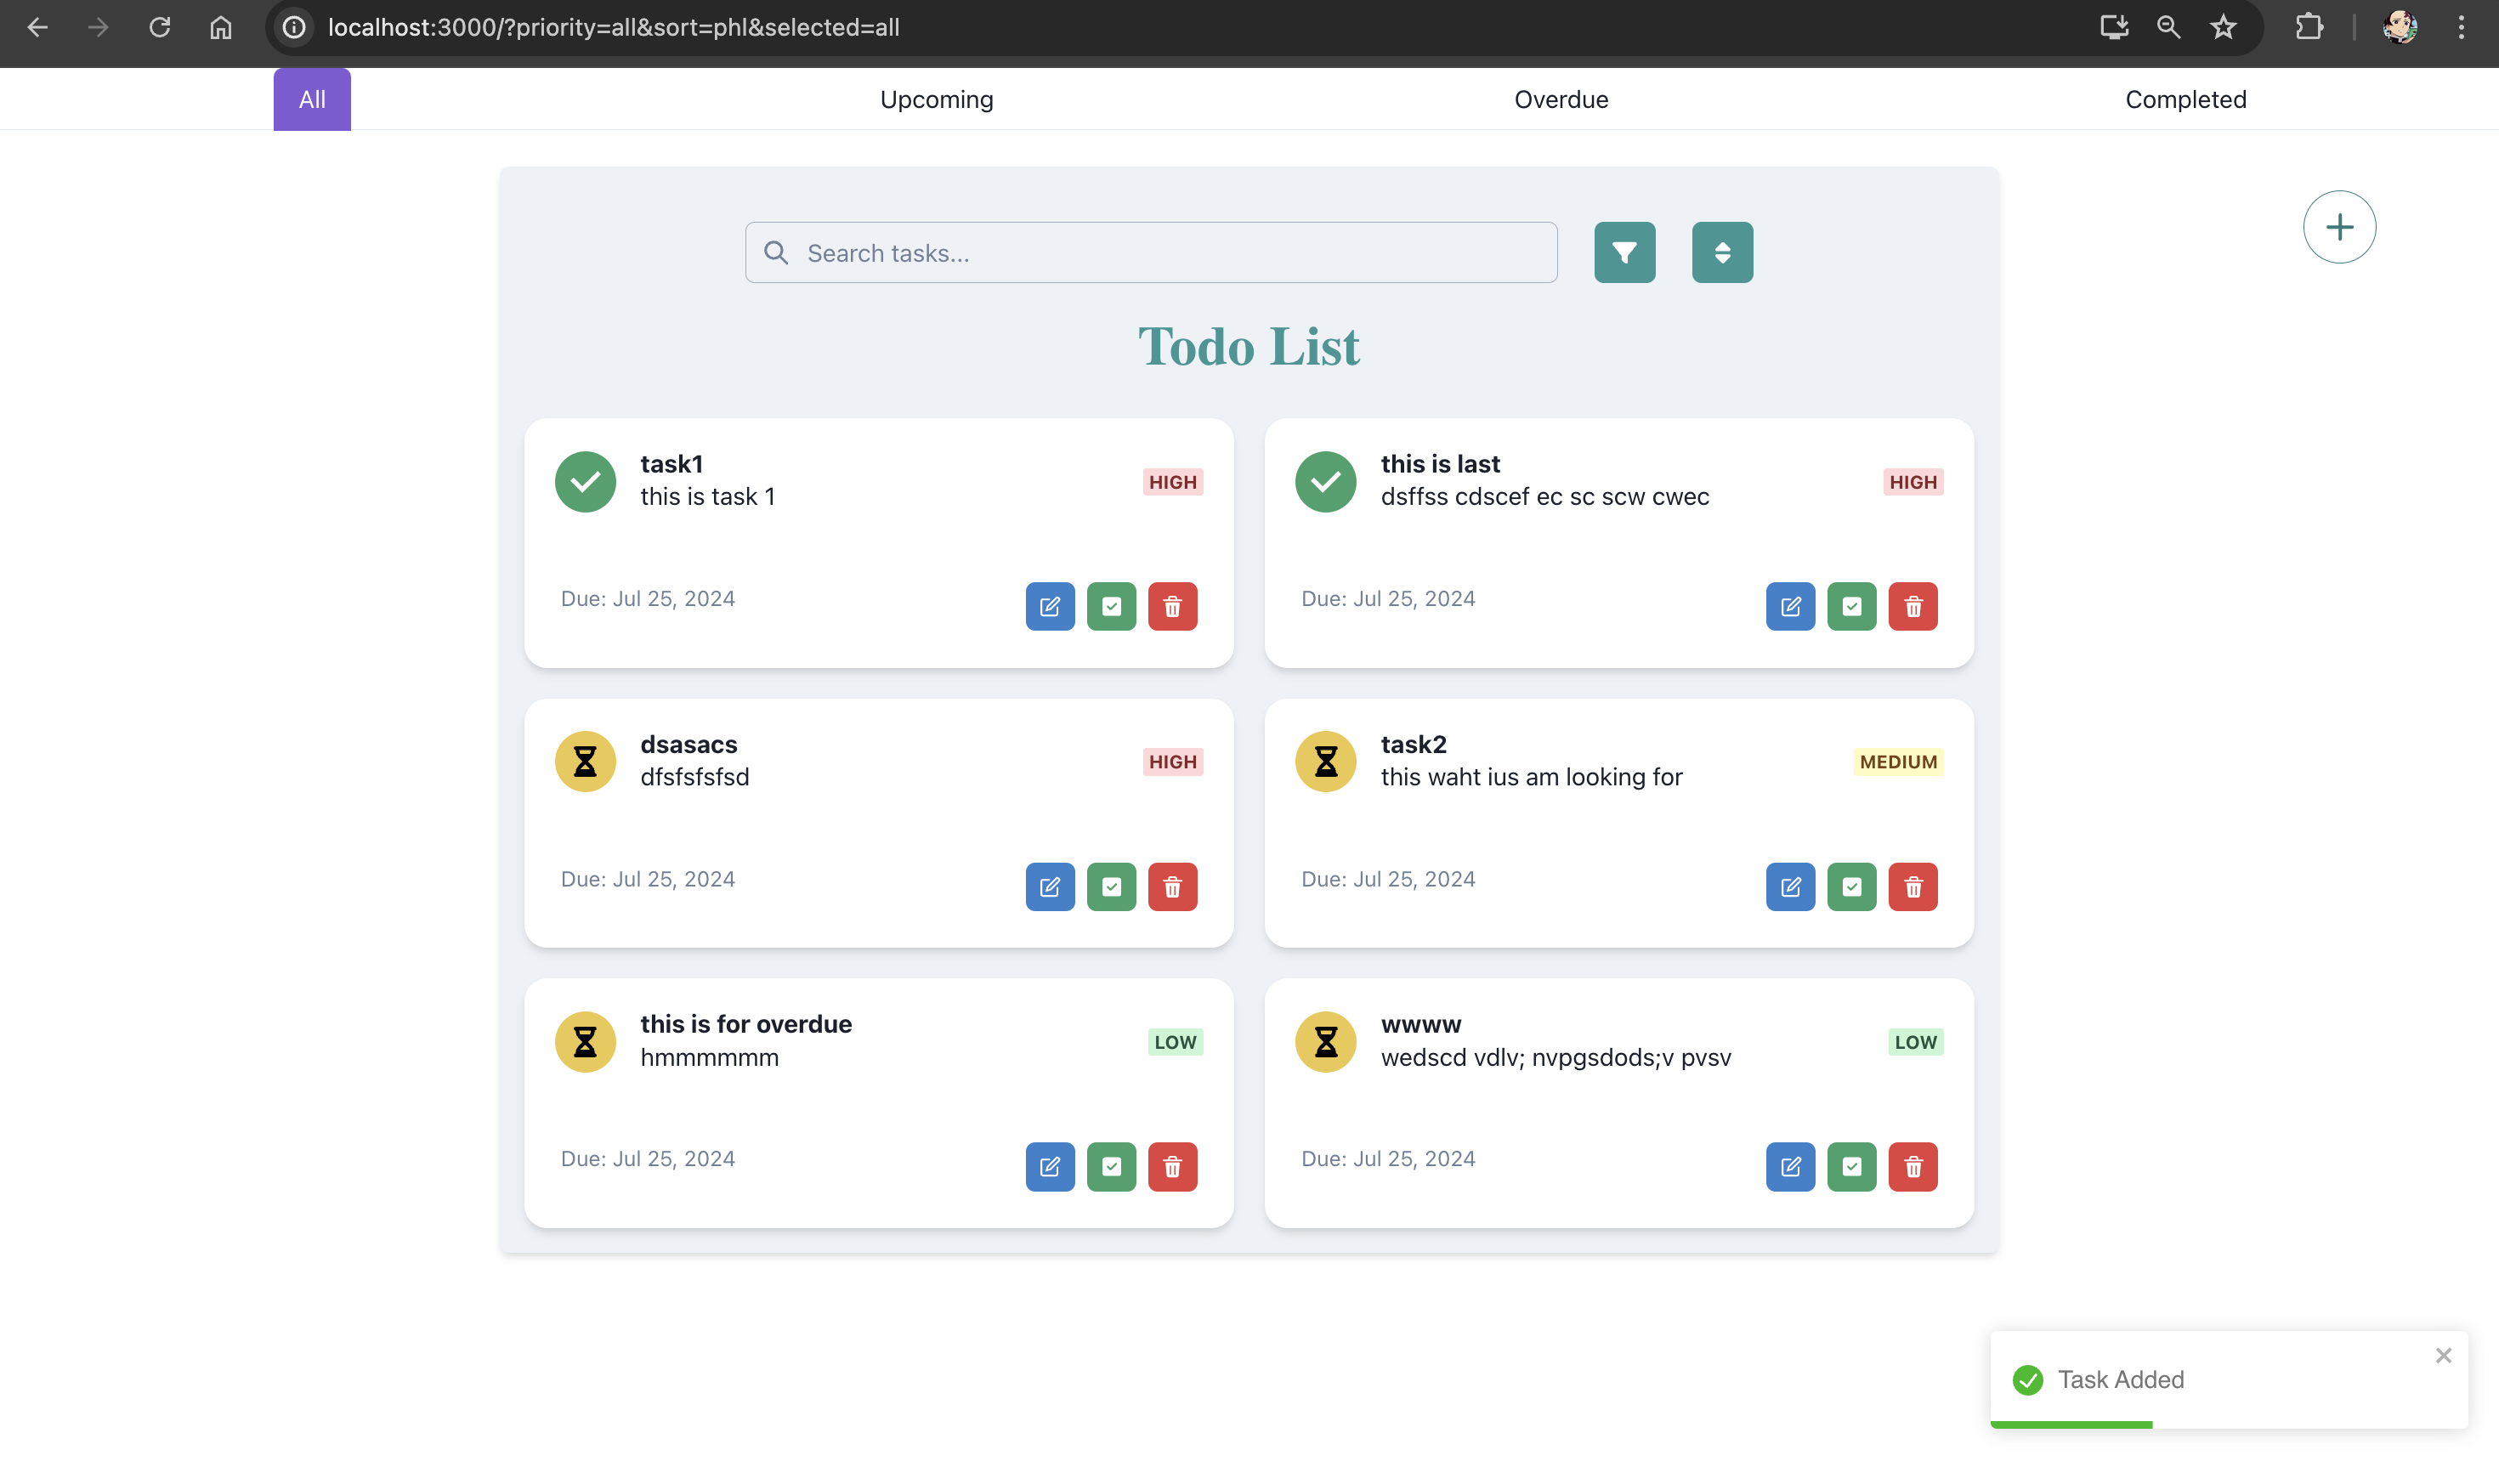 localhost:3000/?priority=all&sort=phl&selected=all
All Upcoming Overdue Completed
Search tasks...
Todo List
task1
this is task 1
HIGH
Due: Jul 25, 2024
this is last
dsffss cdscef ec sc scw cwec
HIGH
Due: Jul 25, 2024
dsasacs
dfsfsfsfsd
HIGH
Due: Jul 25, 2024
task2
this waht ius am looking for
MEDIUM
Due: Jul 25, 2024
this is for overdue
hmmmmmm
LOW
Due: Jul 25, 2024
wwww
wedscd vdlv; nvpgsdods;v pvsv
LOW
Due: Jul 25, 2024
Task Added